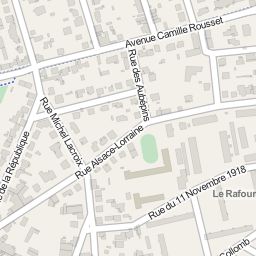 Avenue Camille Rousset
Rue des Aubépins
Rue Michel Lacroix
Rue Alsace-Lorraine
de la République
Rue du 11 Novembre 1918
Le Rafour
Collomb